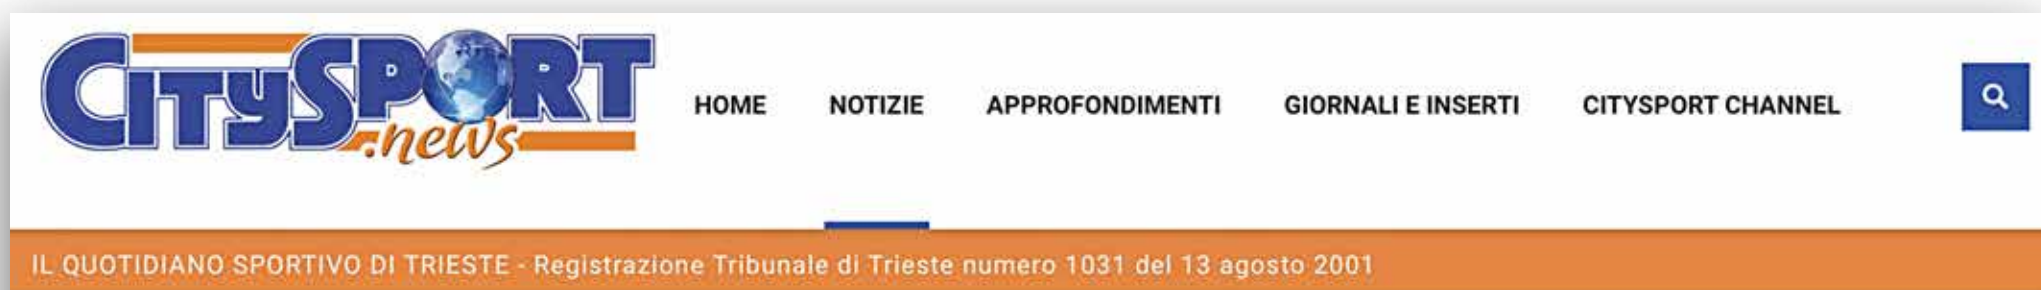 CITYSPORT
.news
HOME NOTIZIE APPROFONDIMENTI GIORNALI E INSERTI CITYSPORT CHANNEL
IL QUOTIDIANO SPORTIVO DI TRIESTE - Registrazione Tribunale di Trieste numero 1031 del 13 agosto 2001